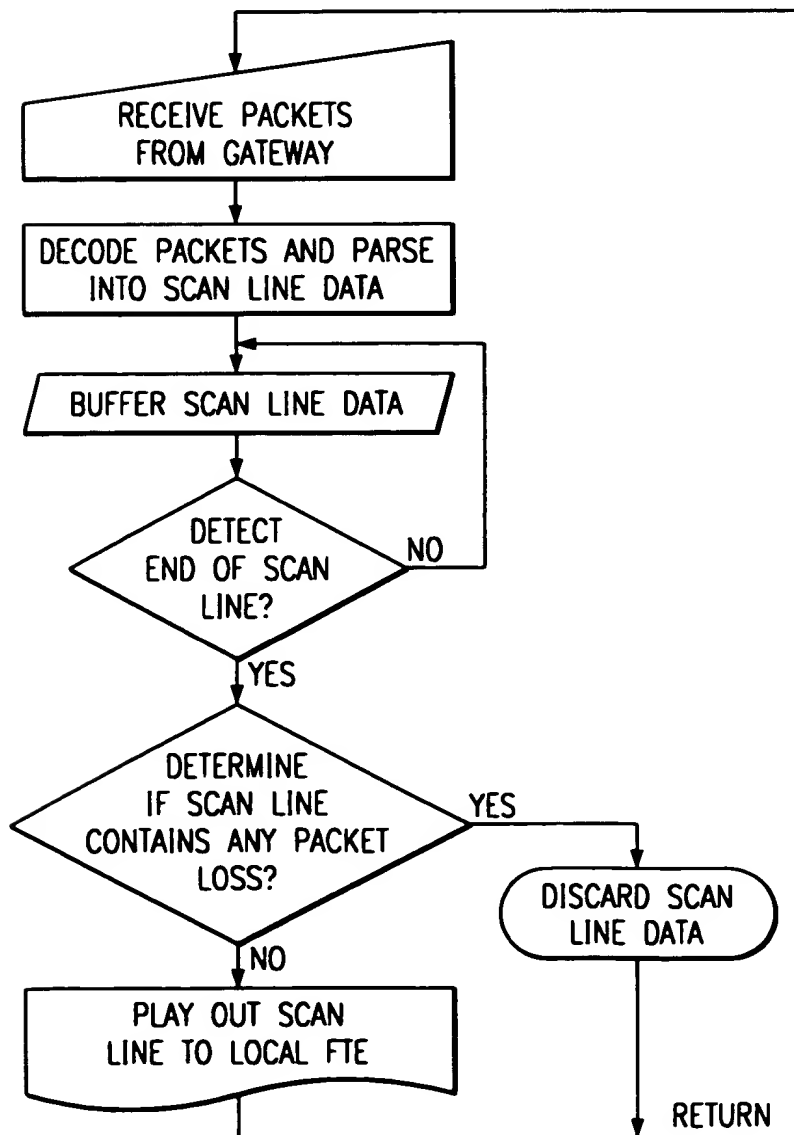 RECEIVE PACKETS
FROM GATEWAY
DECODE PACKETS AND PARSE
INTO SCAN LINE DATA
BUFFER SCAN LINE DATA
DETECT
END OF SCAN
LINE?
NO
YES
DETERMINE
IF SCAN LINE
CONTAINS ANY PACKET
LOSS?
YES
DISCARD SCAN
LINE DATA
NO
PLAY OUT SCAN
LINE TO LOCAL FTE
RETURN